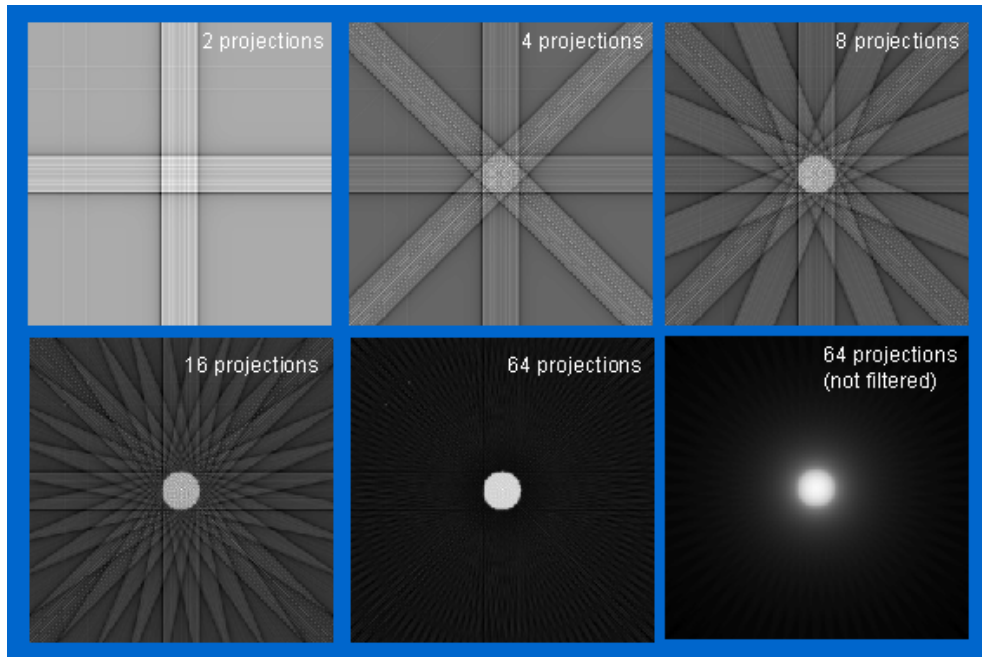 2 projections
4 projections
8 projections
16 projections
64 projections
64 projections
(not filtered)